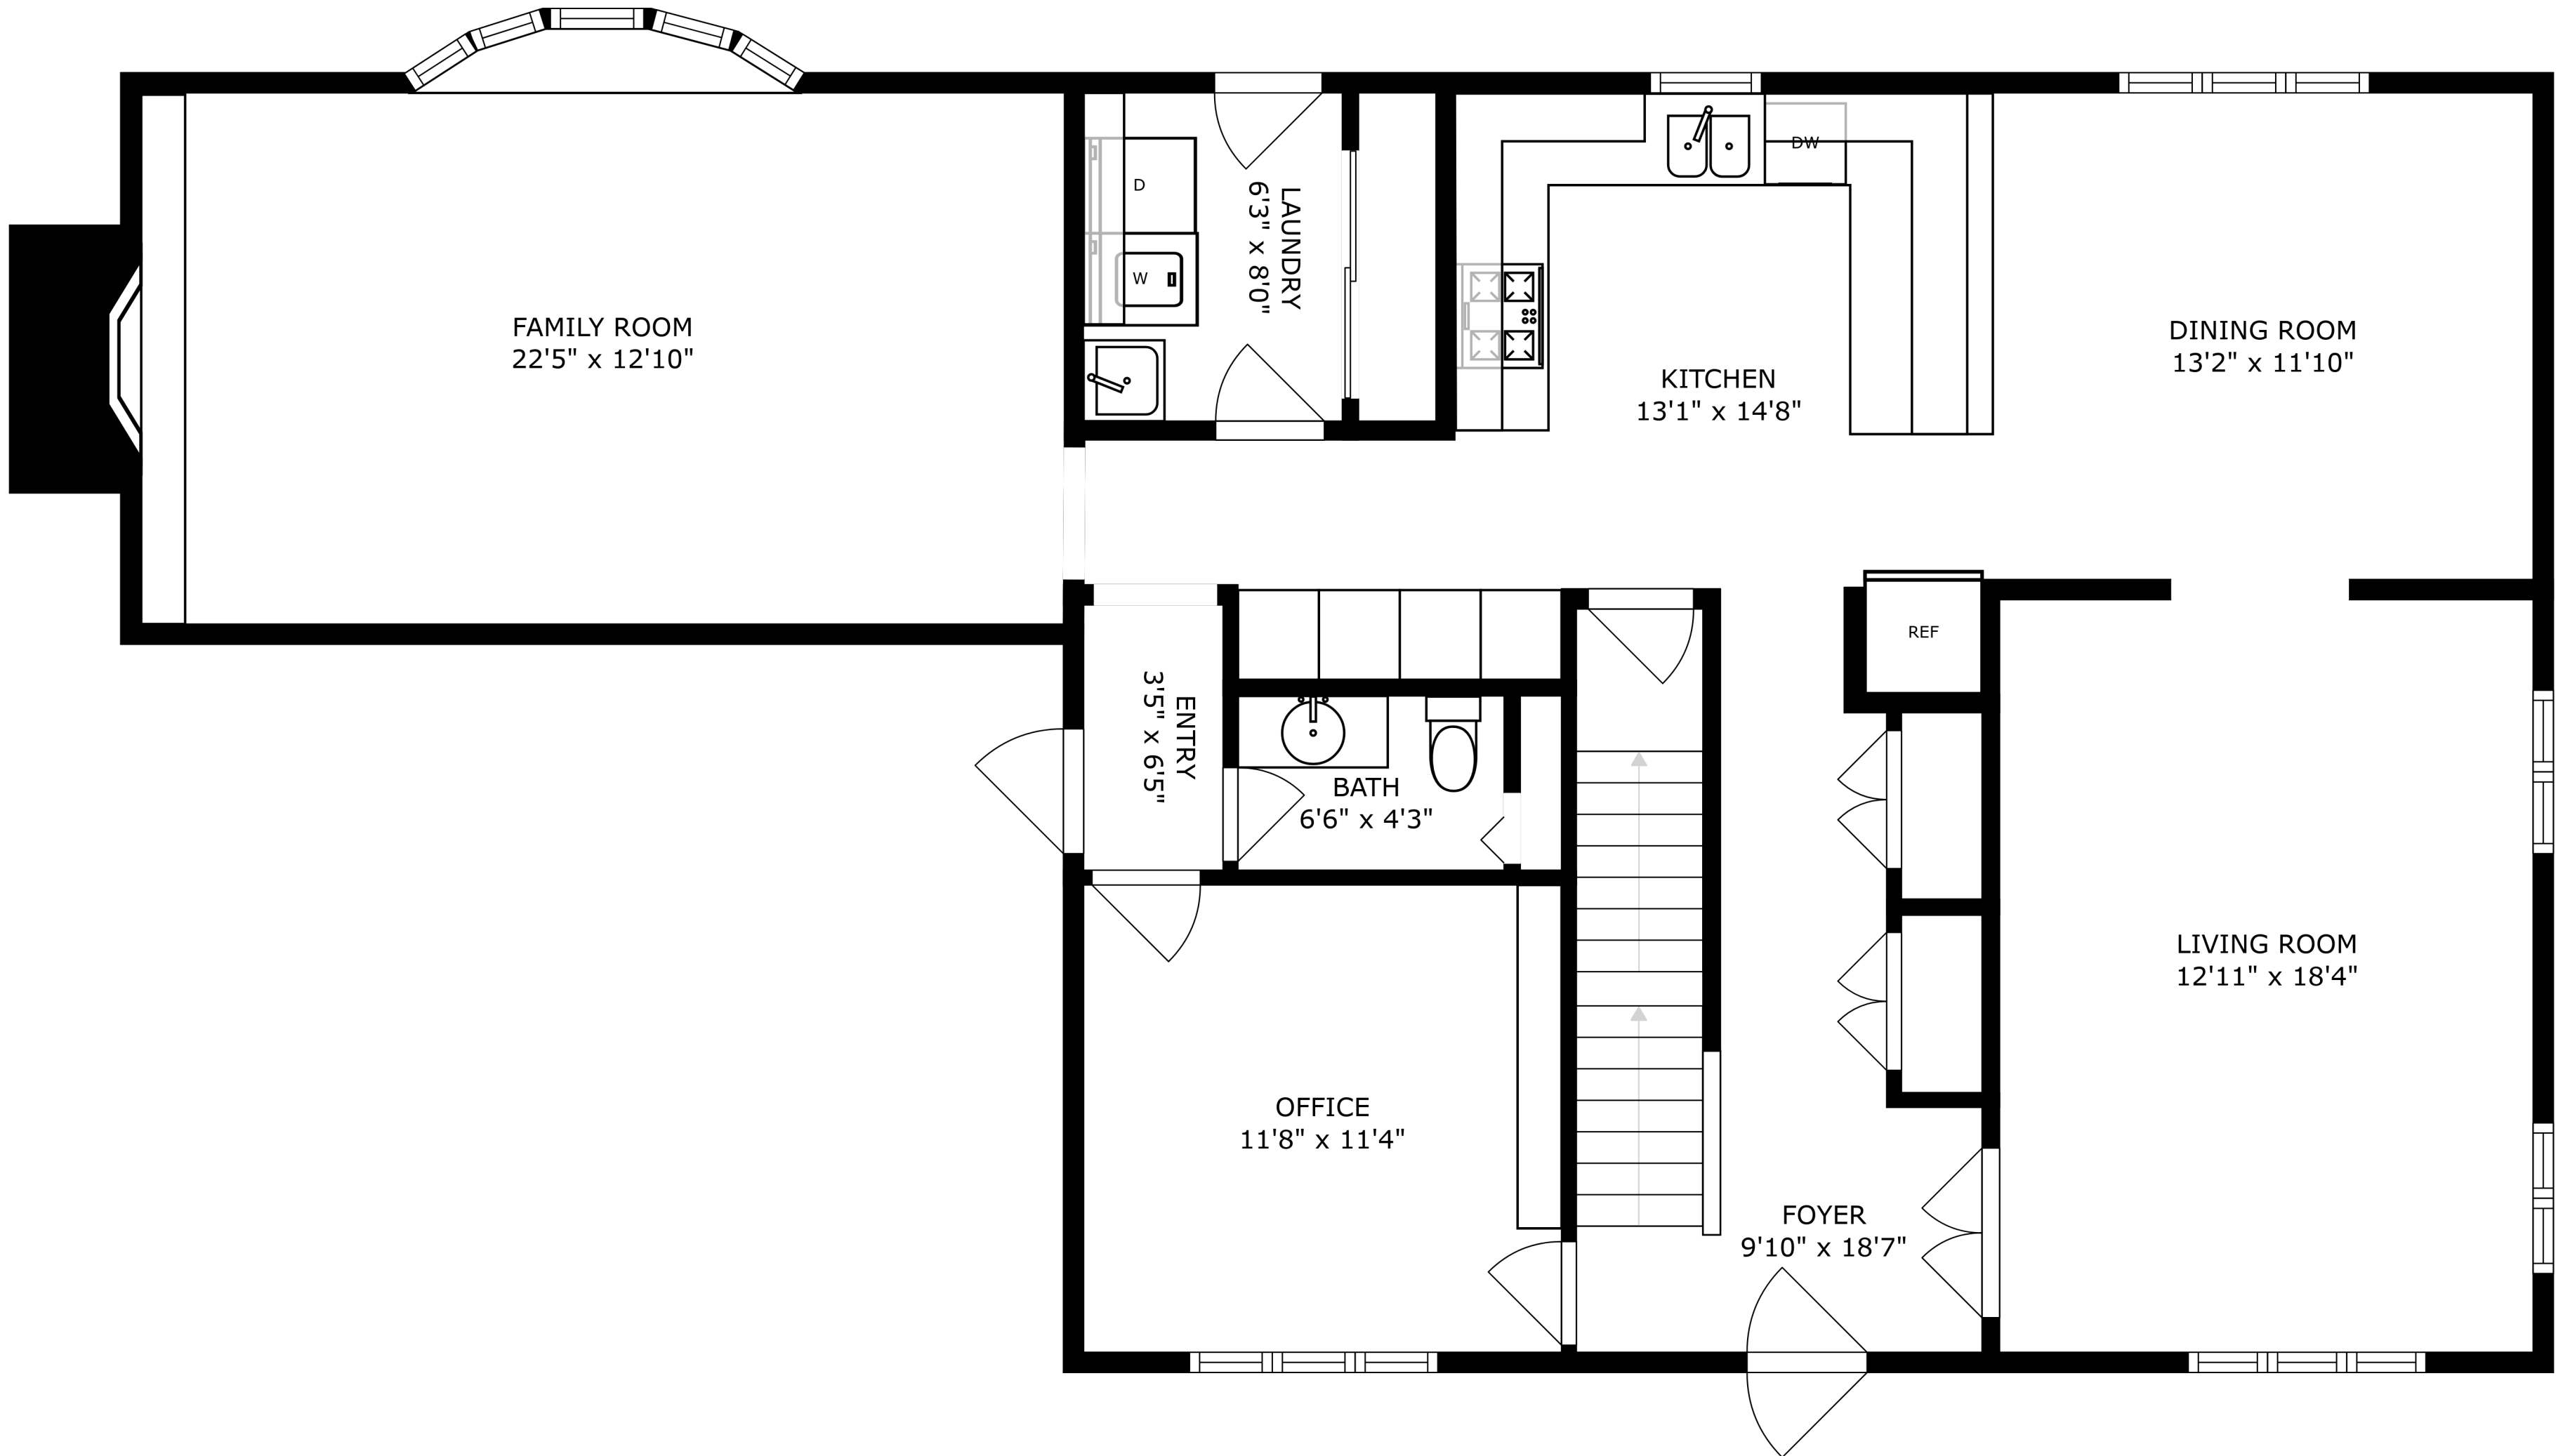 FAMILY ROOM
22'5" x 12'10"
D
W
LAUNDRY
6'3" x 8'0"
DW
KITCHEN
13'1" x 14'8"
DINING ROOM
13'2" x 11'10"
REF
ENTRY
3'5" x 6'5"
BATH
6'6" x 4'3"
LIVING ROOM
12'11" x 18'4"
OFFICE
11'8" x 11'4"
FOYER
9'10" x 18'7"